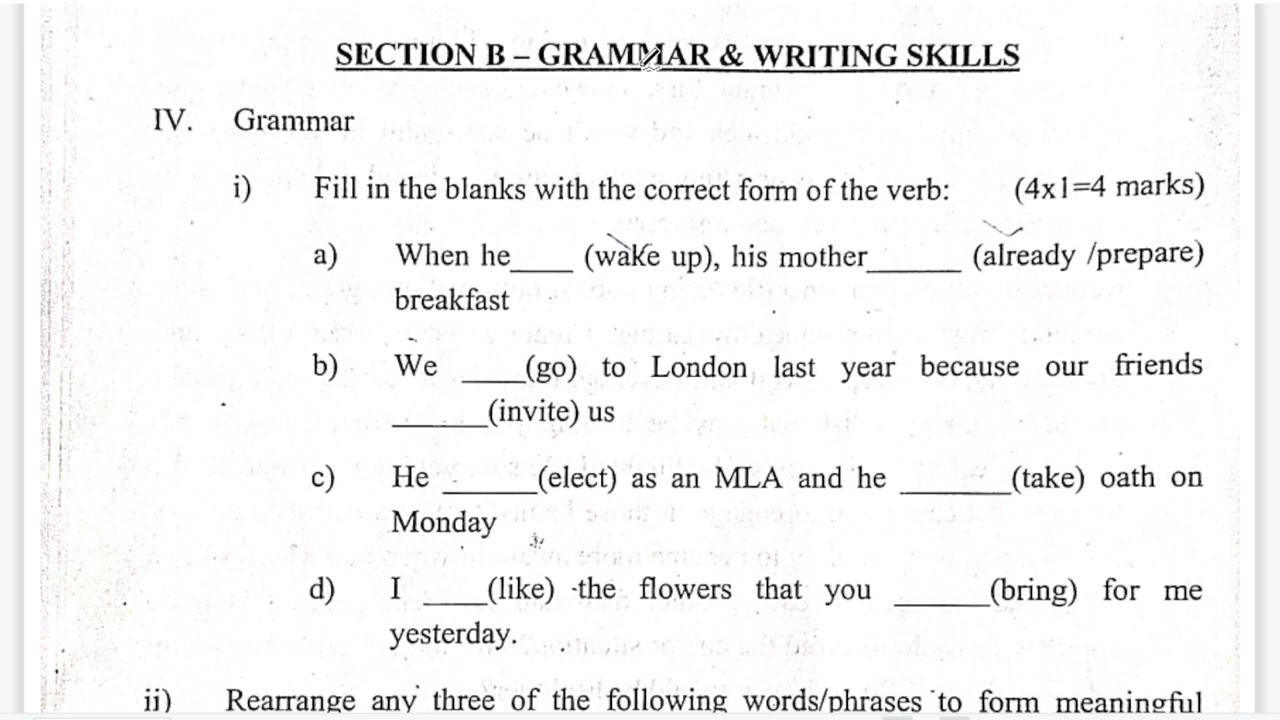 SECTION B – GRAMMAR & WRITING SKILLS
IV. Grammar
i) Fill in the blanks with the correct form of the verb: (4x1=4 marks)
a) When he____ (wake up), his mother______ (already /prepare)
breakfast
b) We ___(go) to London last year because our friends
______(invite) us
c) He ______(elect) as an MLA and he _______(take) oath on
Monday
d) I ____(like) the flowers that you _______(bring) for me
yesterday.
ii) Rearrange any three of the following words/phrases to form meaningful